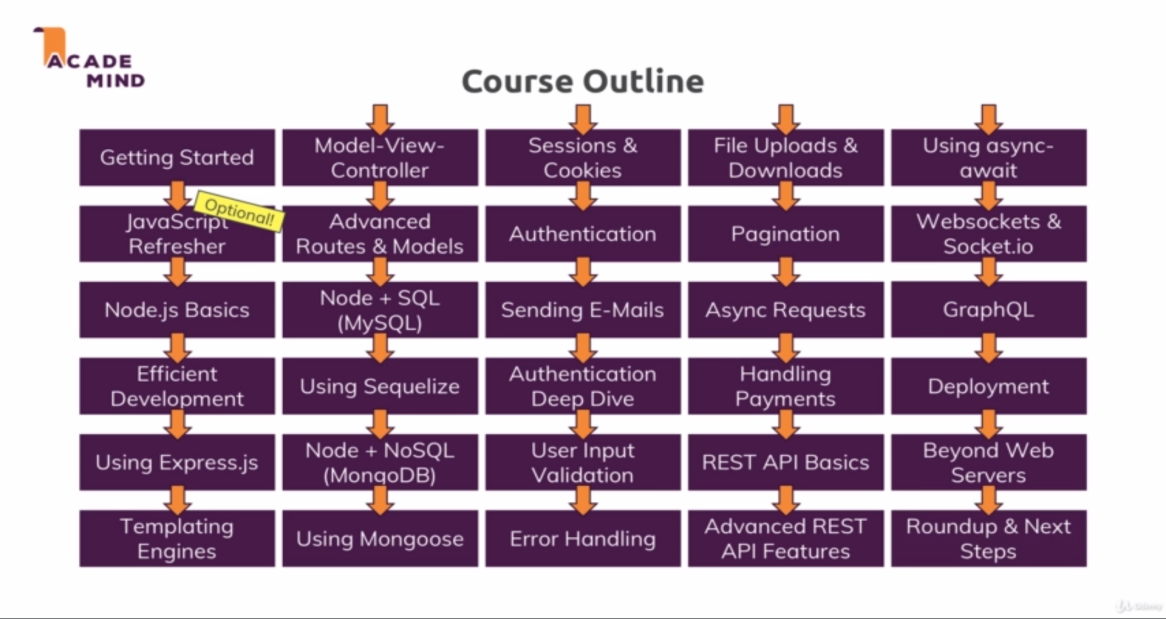 ACADE
MIND
Course Outline
Getting Started
Optional!
JavaScript
Refresher
Node.js Basics
Efficient
Development
Using Express.js
Templating
Engines
Model-View-
Controller
Advanced
Routes & Models
Node + SQL
(MySQL)
Using Sequelize
Node + NoSQL
(MongoDB)
Using Mongoose
Sessions &
Cookies
Authentication
Sending E-Mails
Authentication
Deep Dive
User Input
Validation
Error Handling
File Uploads &
Downloads
Pagination
Async Requests
Handling
Payments
REST API Basics
Advanced REST
API Features
Using async-
await
Websockets &
Socket.io
GraphQL
Deployment
Beyond Web
Servers
Roundup & Next
Steps
Udemy